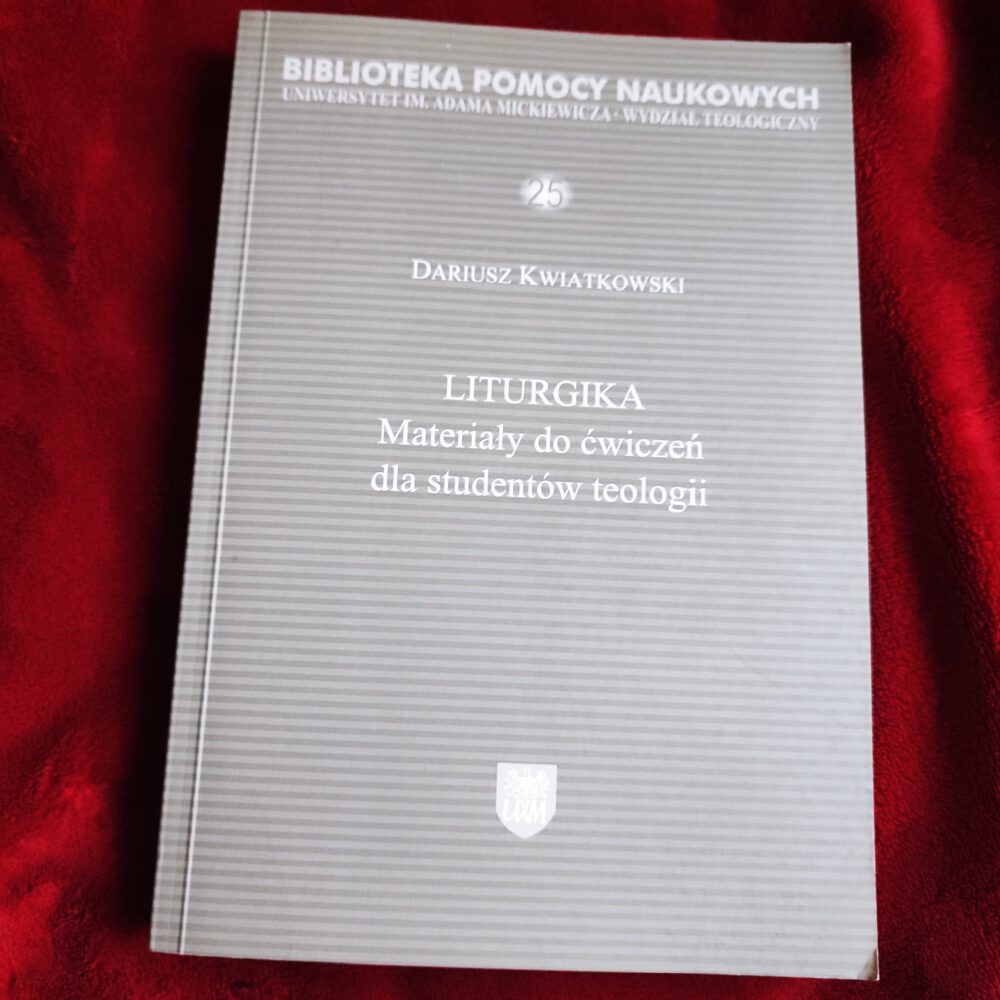 BIBLIOTEKA POMOCY NAUKOWYCH
UNIWERSYTET IM. ADAMA MICKIEWICZA · WYDZIAŁ TEOLOGICZNY
25
DARIUSZ KWIATKOWSKI
LITURGIKA
Materiały do ćwiczeń
dla studentów teologii
UAM